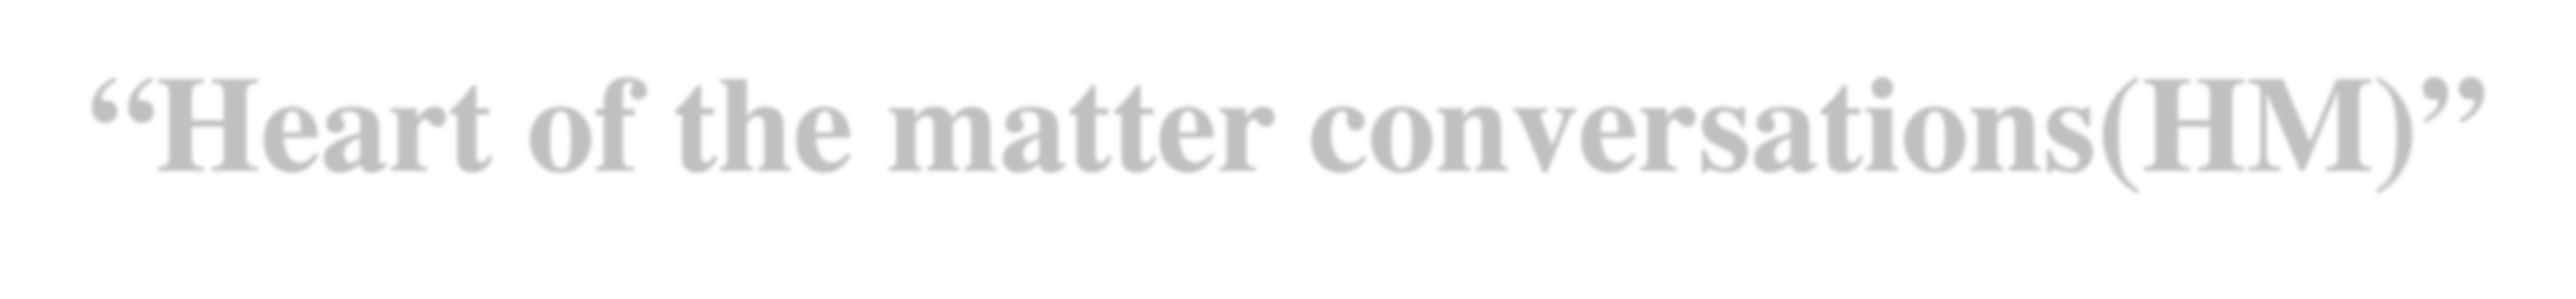 “Heart of the matter conversations(HM)”